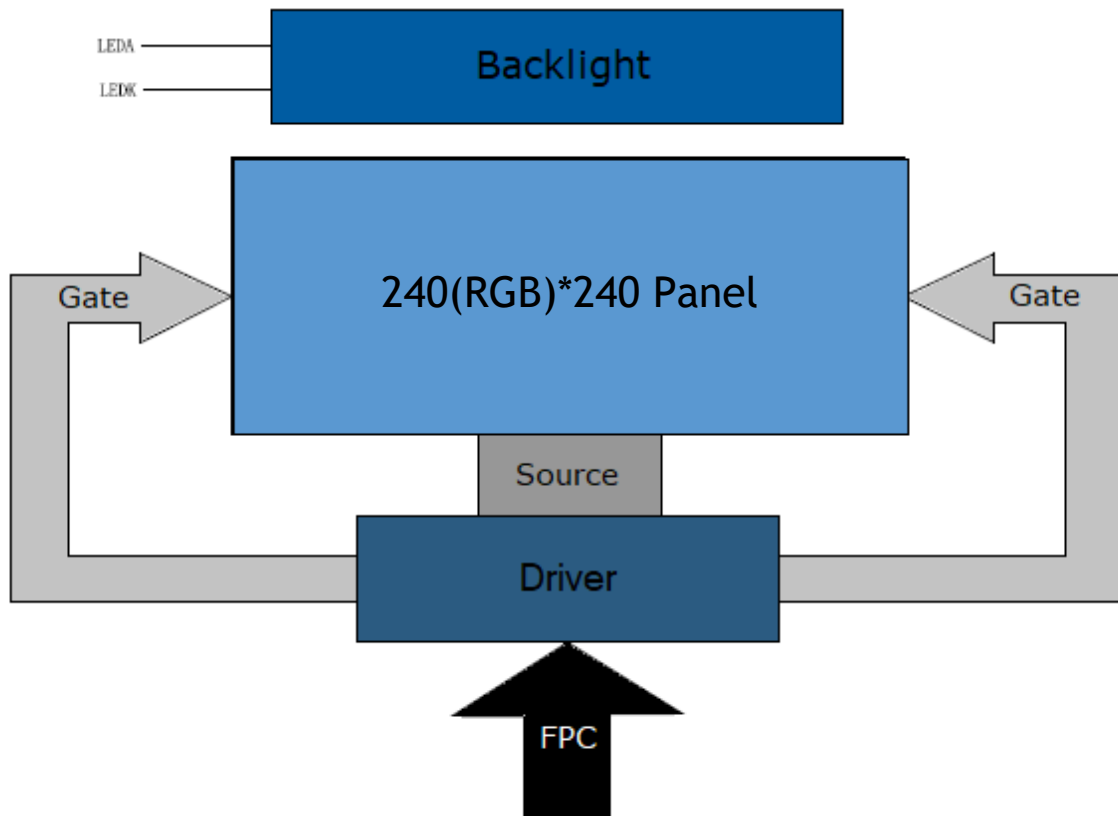 LEDA
LEDK
Backlight
240(RGB)*240 Panel
Gate
Gate
Source
Driver
FPC